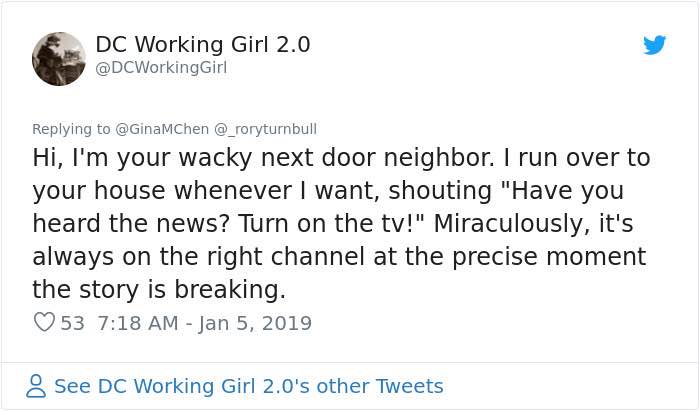 DC Working Girl 2.0
@DCWorkingGirl
Replying to @GinaMChen @_roryturnbull
Hi, I'm your wacky next door neighbor. I run over to
your house whenever I want, shouting "Have you
heard the news? Turn on the tv!" Miraculously, it's
always on the right channel at the precise moment
the story is breaking.
53 7:18 AM - Jan 5, 2019
See DC Working Girl 2.0's other Tweets